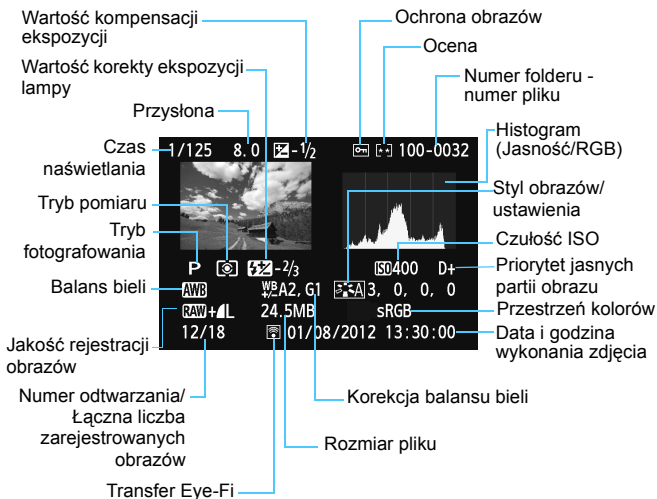 Wartość kompensacji
ekspozycji
Wartość korekty ekspozycji
lampy
Przysłona
Czas
naświetlania
Tryb pomiaru
Tryb
fotografowania
Balans bieli
Jakość rejestracji
obrazów
Numer odtwarzania/
Łączna liczba
zarejestrowanych
obrazów
Transfer Eye-Fi
Ochrona obrazów
Ocena
Numer folderu -
numer pliku
Histogram
(Jasność/RGB)
Styl obrazów/
ustawienia
Czułość ISO
Priorytet jasnych
partii obrazu
Przestrzeń kolorów
Data i godzina
wykonania zdjęcia
Korekcja balansu bieli
Rozmiar pliku
1/125 8.0 -1/2 100-0032
P -2/3 ISO 400 D+
AWB WB+/- A2, G1 A 3, 0, 0, 0
RAW+L 24.5MB sRGB
12/18 01/08/2012 13:30:00